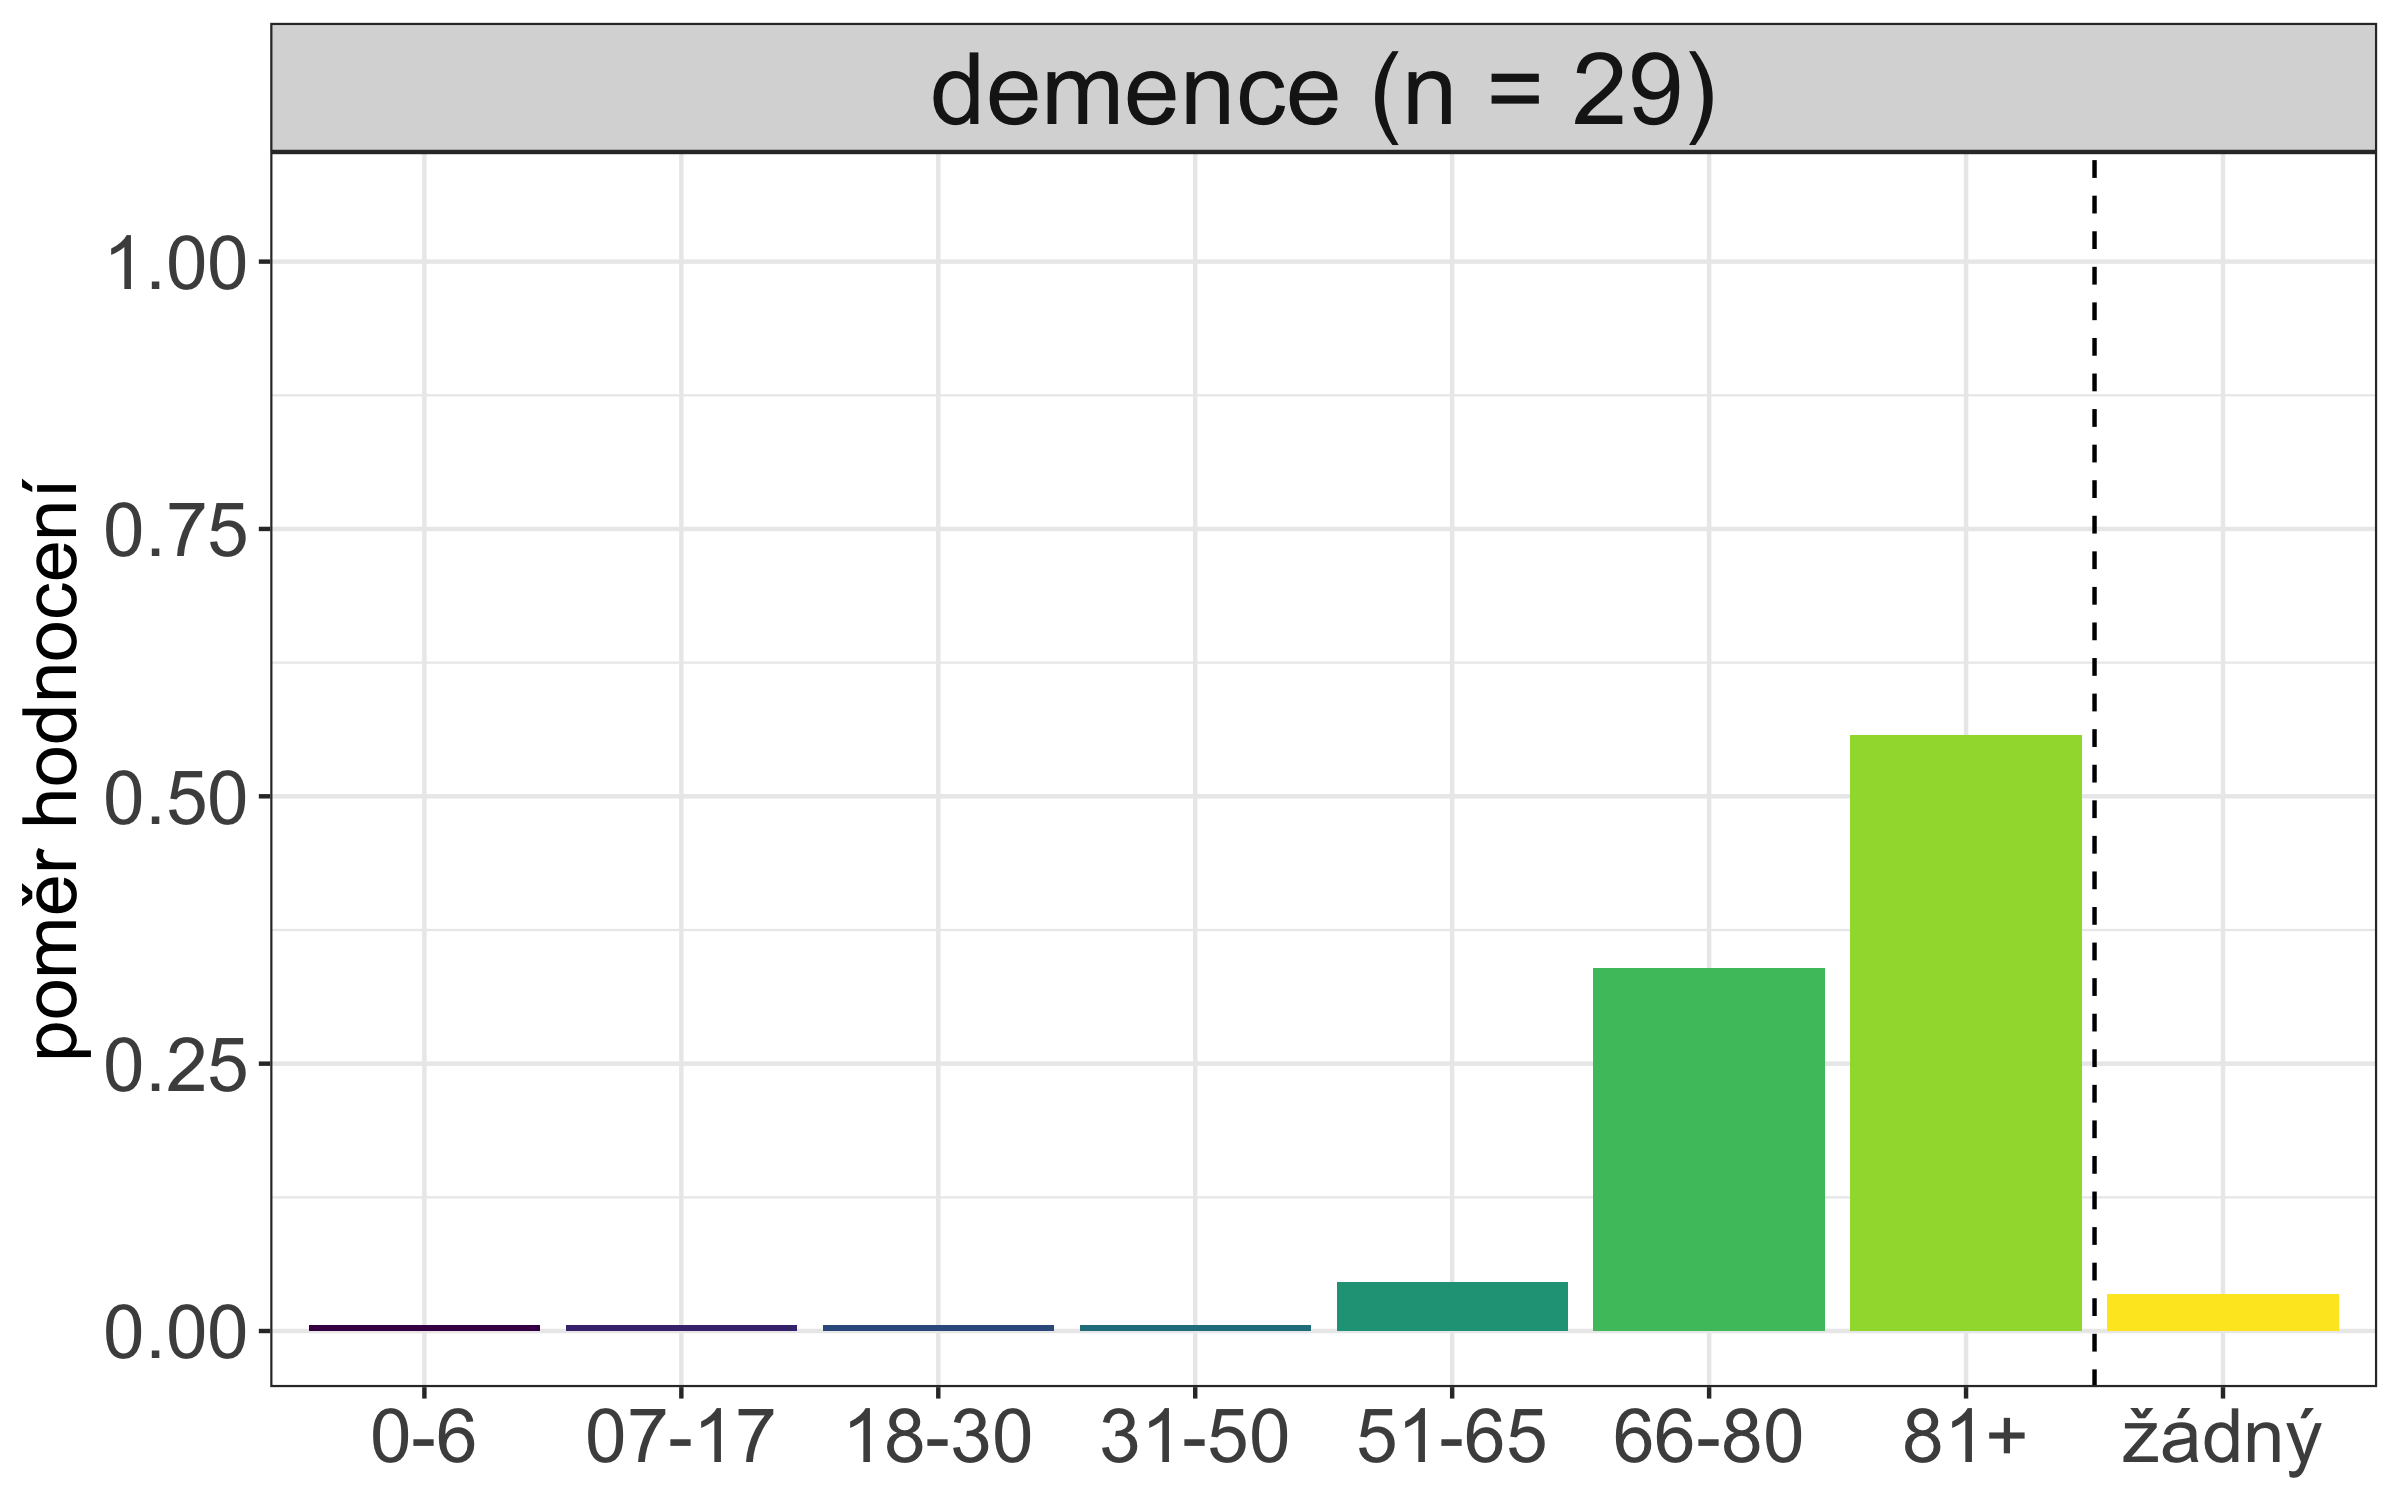 demence (n = 29)
poměr hodnocení
1.00
0.75
0.50
0.25
0.00
0-6 07-17 18-30 31-50 51-65 66-80 81+ žádný